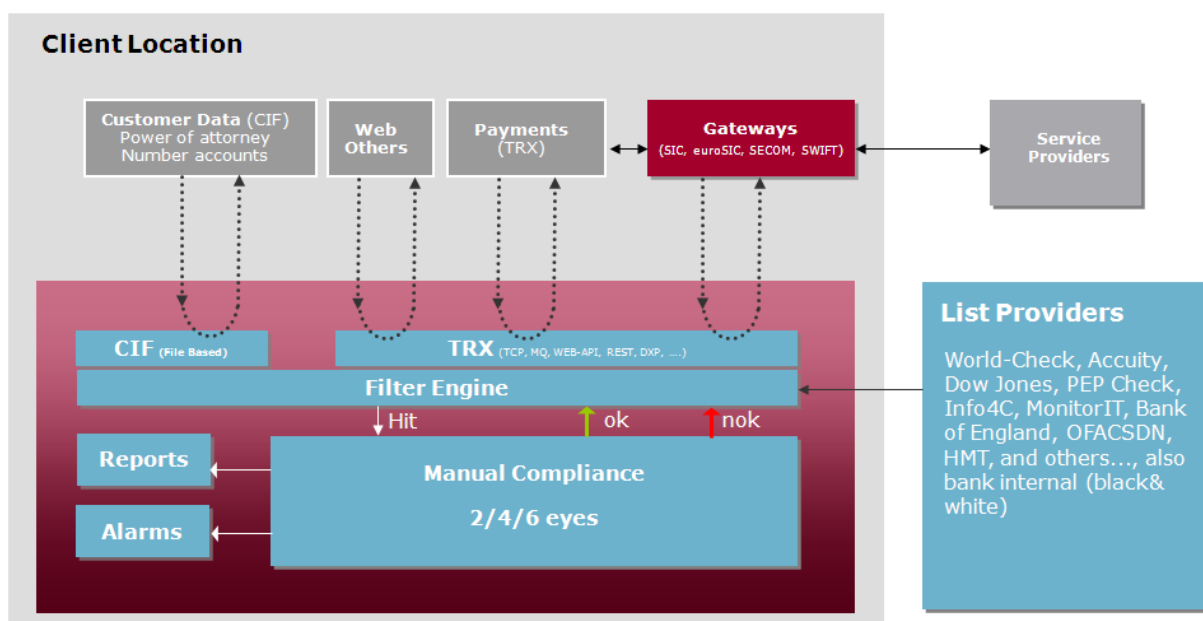 Client Location
Customer Data (CIF)
Power of attorney
Number accounts
Web
Others
Payments
(TRX)
Gateways
(SIC, euroSIC, SECOM, SWIFT)
Service
Providers
CIF (File Based)
TRX (TCP, MQ, WEB-API, REST, DXP, ....)
Filter Engine
Hit
ok
nok
Reports
Alarms
Manual Compliance
2/4/6 eyes
List Providers
World-Check, Accuity,
Dow Jones, PEP Check,
Info4C, MonitorIT, Bank
of England, OFACSDN,
HMT, and others..., also
bank internal (black&
white)